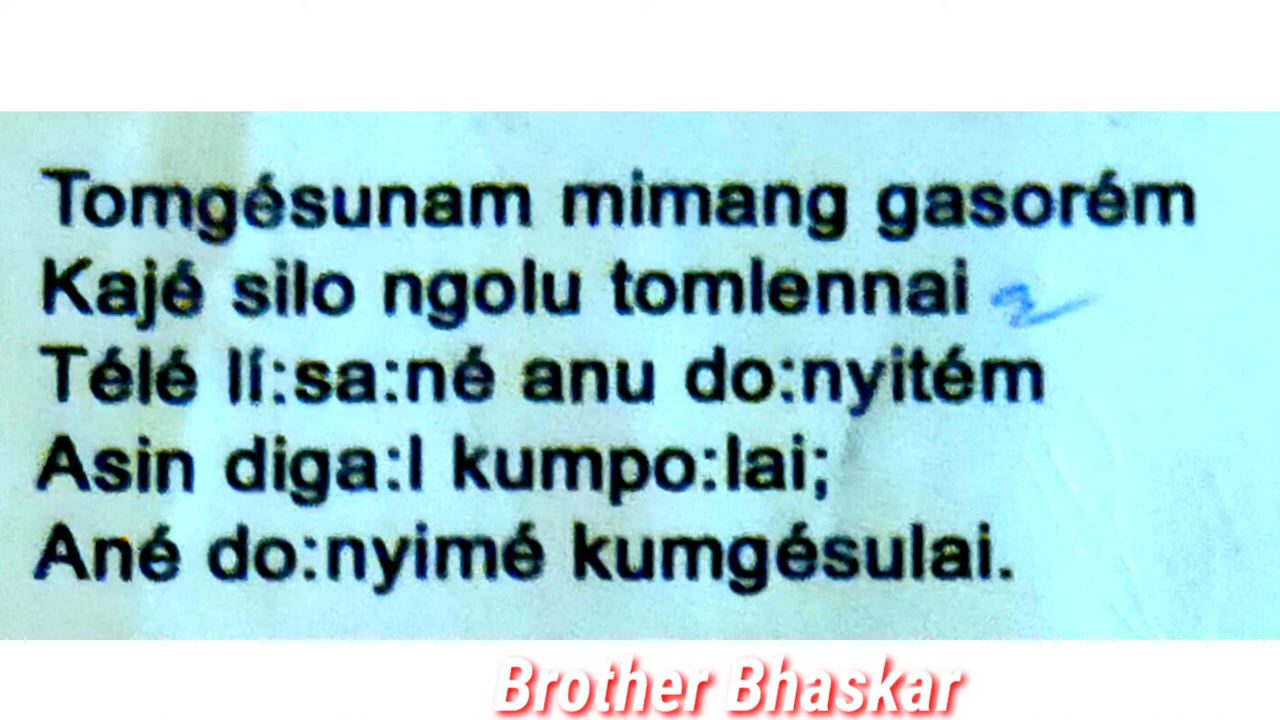 Tomgésunam mimang gasorém
Kajé silo ngolu tomlennai 2
Télé lí:sa:né anu do:nyitém
Asin diga:l kumpo:lai;
Ané do:nyimé kumgésulai.
Brother Bhaskar